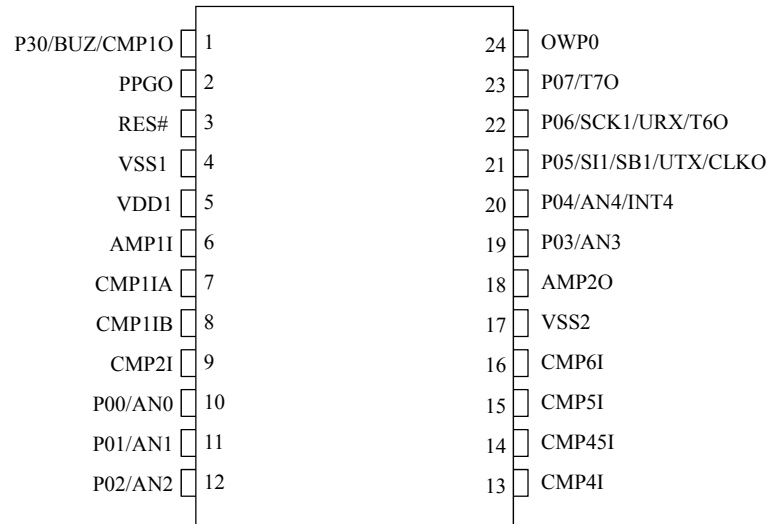 P30/BUZ/CMP1O 1 24 OWP0
PPGO 2 23 P07/T7O
RES# 3 22 P06/SCK1/URX/T6O
VSS1 4 21 P05/SI1/SB1/UTX/CLKO
VDD1 5 20 P04/AN4/INT4
AMP1I 6 19 P03/AN3
CMP1IA 7 18 AMP2O
CMP1IB 8 17 VSS2
CMP2I 9 16 CMP6I
P00/AN0 10 15 CMP5I
P01/AN1 11 14 CMP45I
P02/AN2 12 13 CMP4I